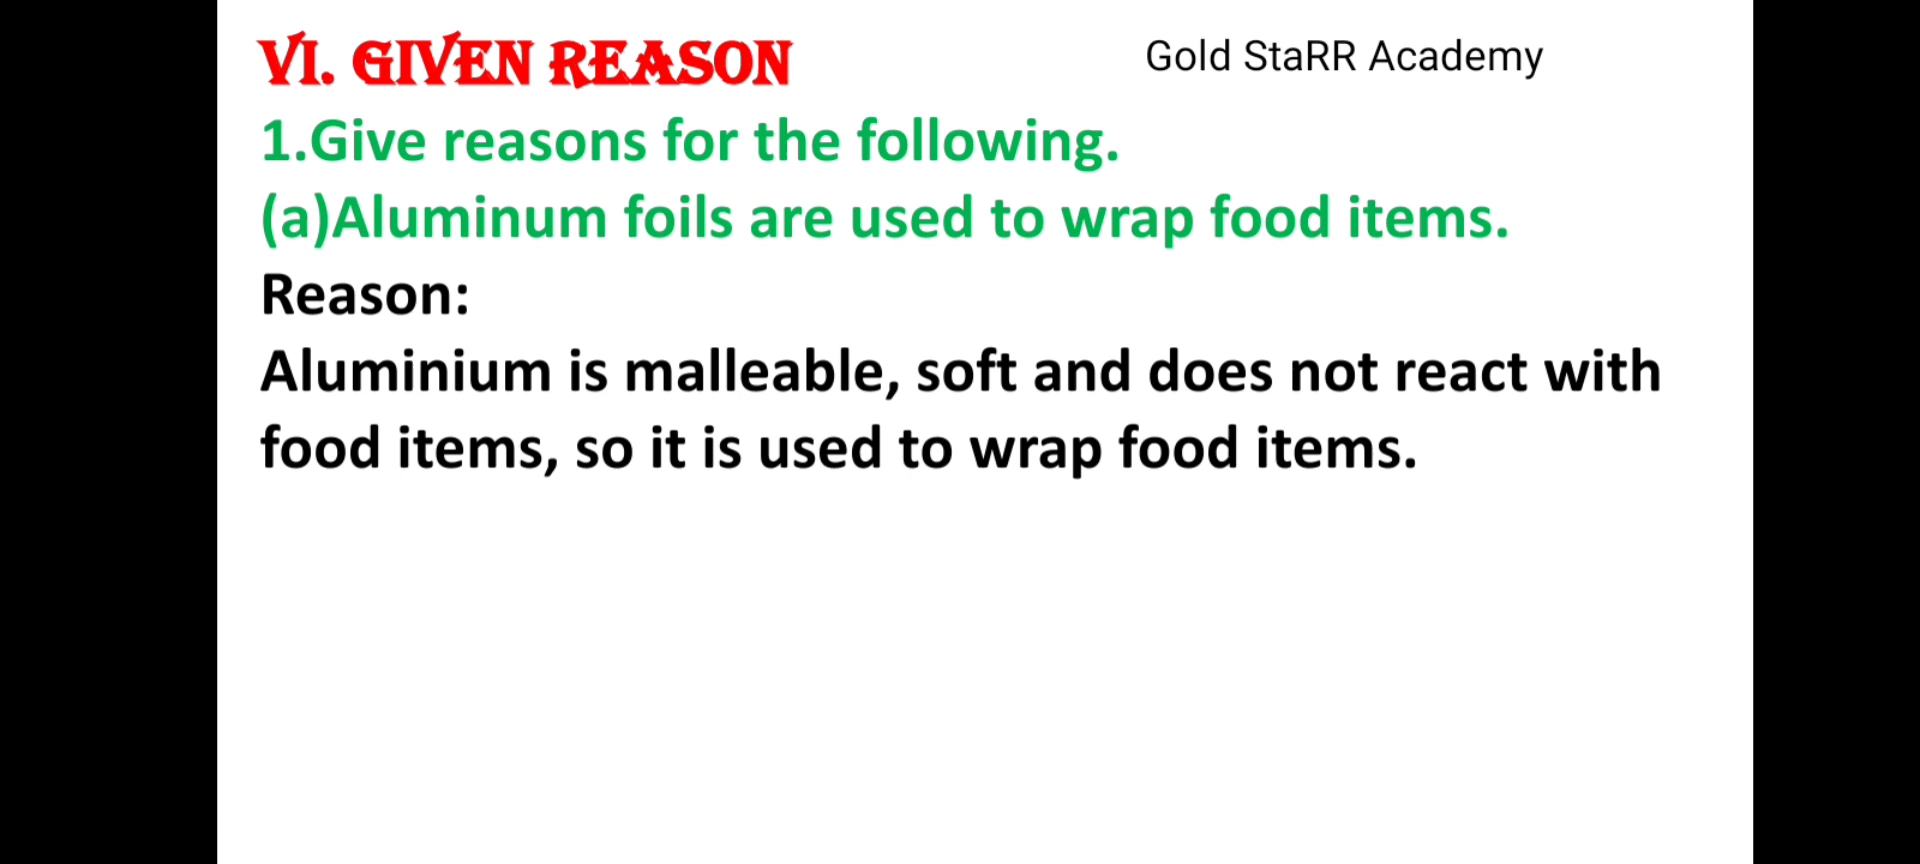 VI. GIVEN REASON
Gold StaRR Academy
1.Give reasons for the following.
(a)Aluminum foils are used to wrap food items.
Reason:
Aluminium is malleable, soft and does not react with
food items, so it is used to wrap food items.